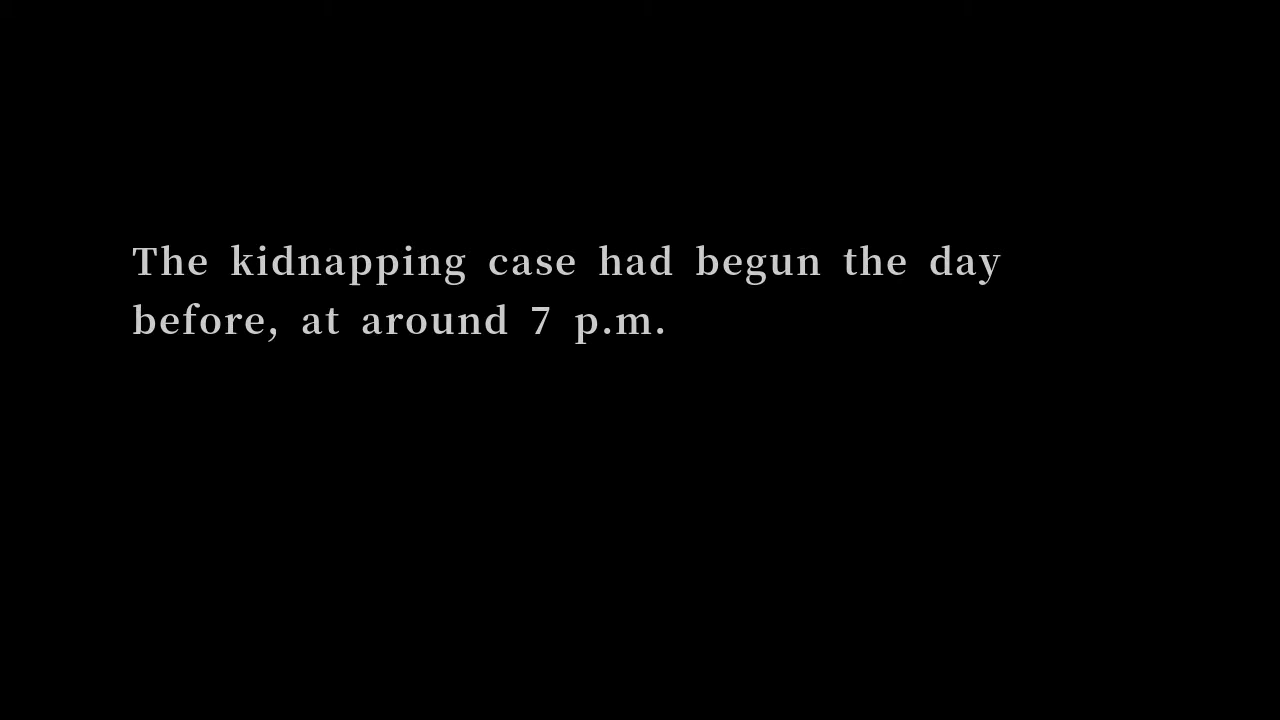 The kidnapping case had begun the day
before, at around 7 p.m.